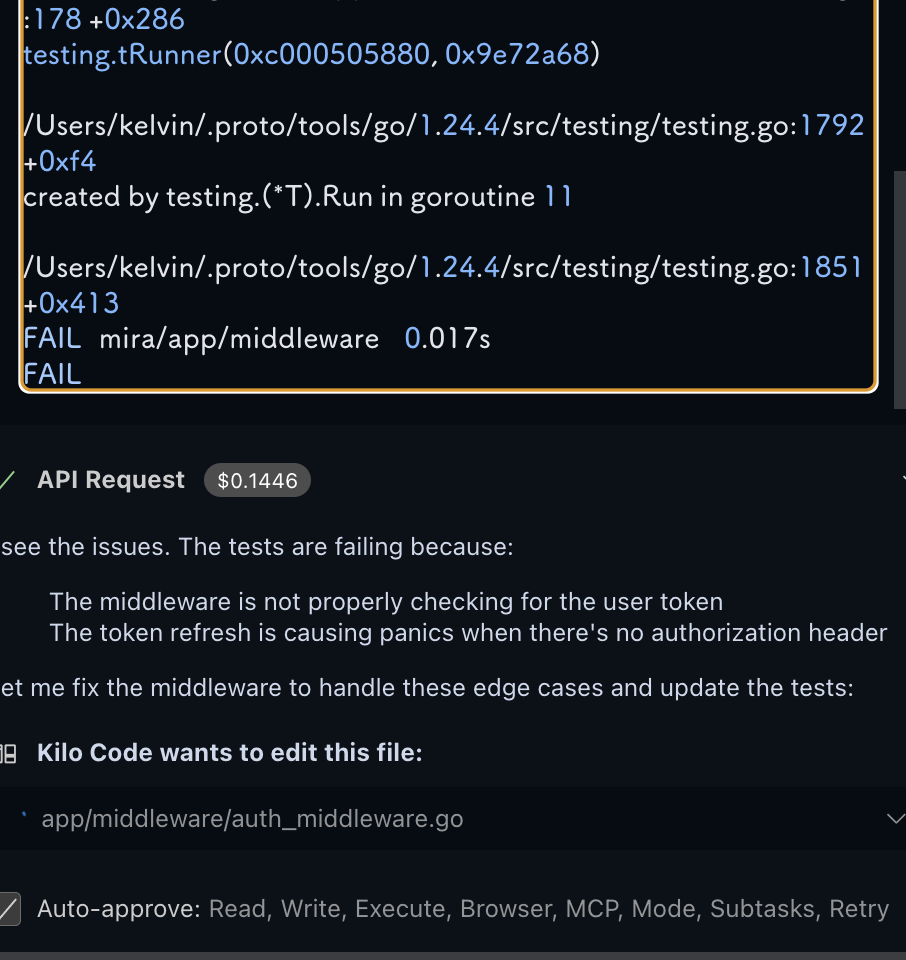 :178 +0x286
testing.tRunner(0xc000505880, 0x9e72a68)
/Users/kelvin/.proto/tools/go/1.24.4/src/testing/testing.go:1792
+0xf4
created by testing.(*T).Run in goroutine 11
/Users/kelvin/.proto/tools/go/1.24.4/src/testing/testing.go:1851
+0x413
FAIL mira/app/middleware 0.017s
FAIL
API Request $0.1446
see the issues. The tests are failing because:
The middleware is not properly checking for the user token
The token refresh is causing panics when there's no authorization header
et me fix the middleware to handle these edge cases and update the tests:
Kilo Code wants to edit this file:
app/middleware/auth_middleware.go
Auto-approve: Read, Write, Execute, Browser, MCP, Mode, Subtasks, Retry